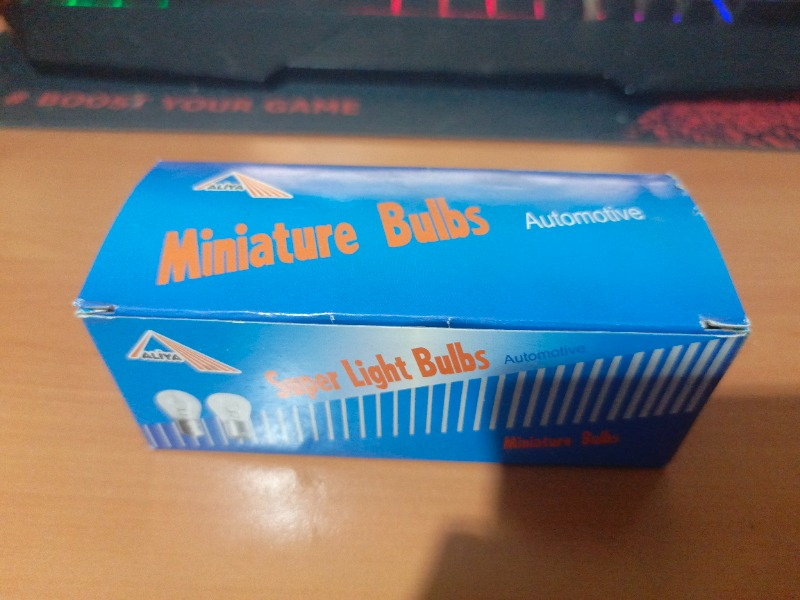 # BOOST YOUR GAME
ALIYA
Miniature Bulbs Automotive
ALIYA
Super Light Bulbs Automotive
Miniature Bulbs